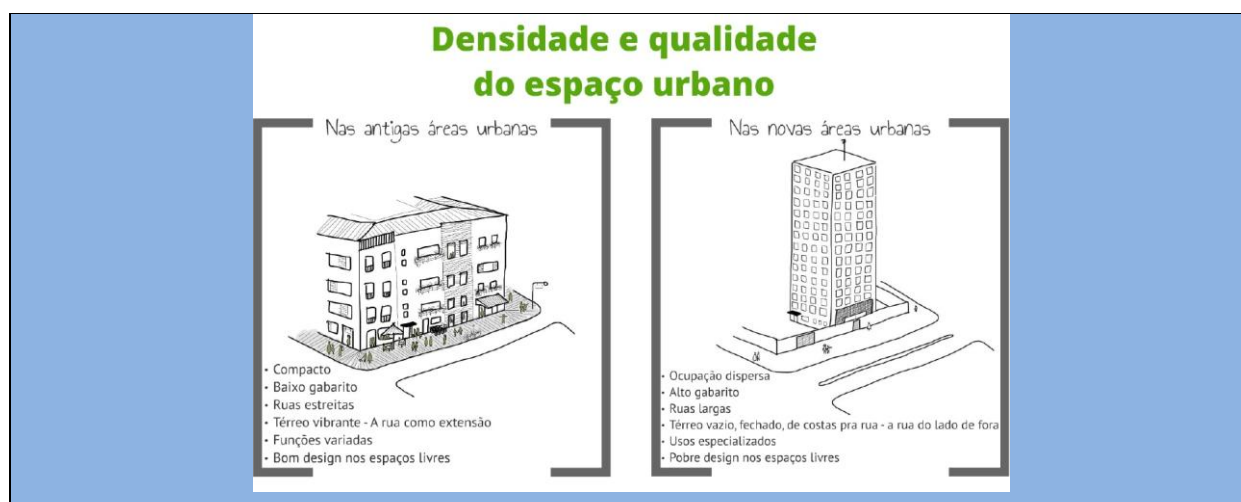 Densidade e qualidade
do espaço urbano
Nas antigas áreas urbanas
• Compacto
• Baixo gabarito
• Ruas estreitas
• Térreo vibrante - A rua como extensão
• Funções variadas
• Bom design nos espaços livres
Nas novas áreas urbanas
• Ocupação dispersa
• Alto gabarito
• Ruas largas
• Térreo vazio, fechado, de costas pra rua - a rua do lado de fora
• Usos especializados
• Pobre design nos espaços livres